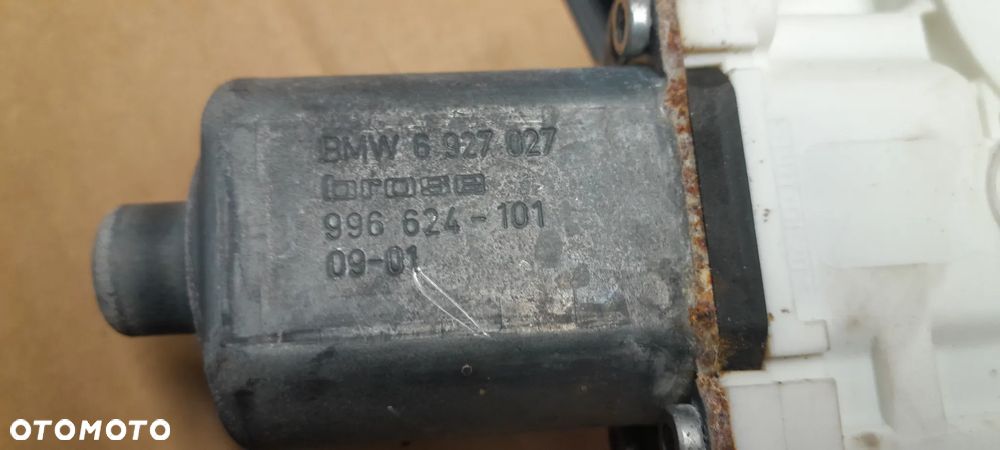 BMW 6 927 027
brose
996 624-101
09-01
OTOMOTO